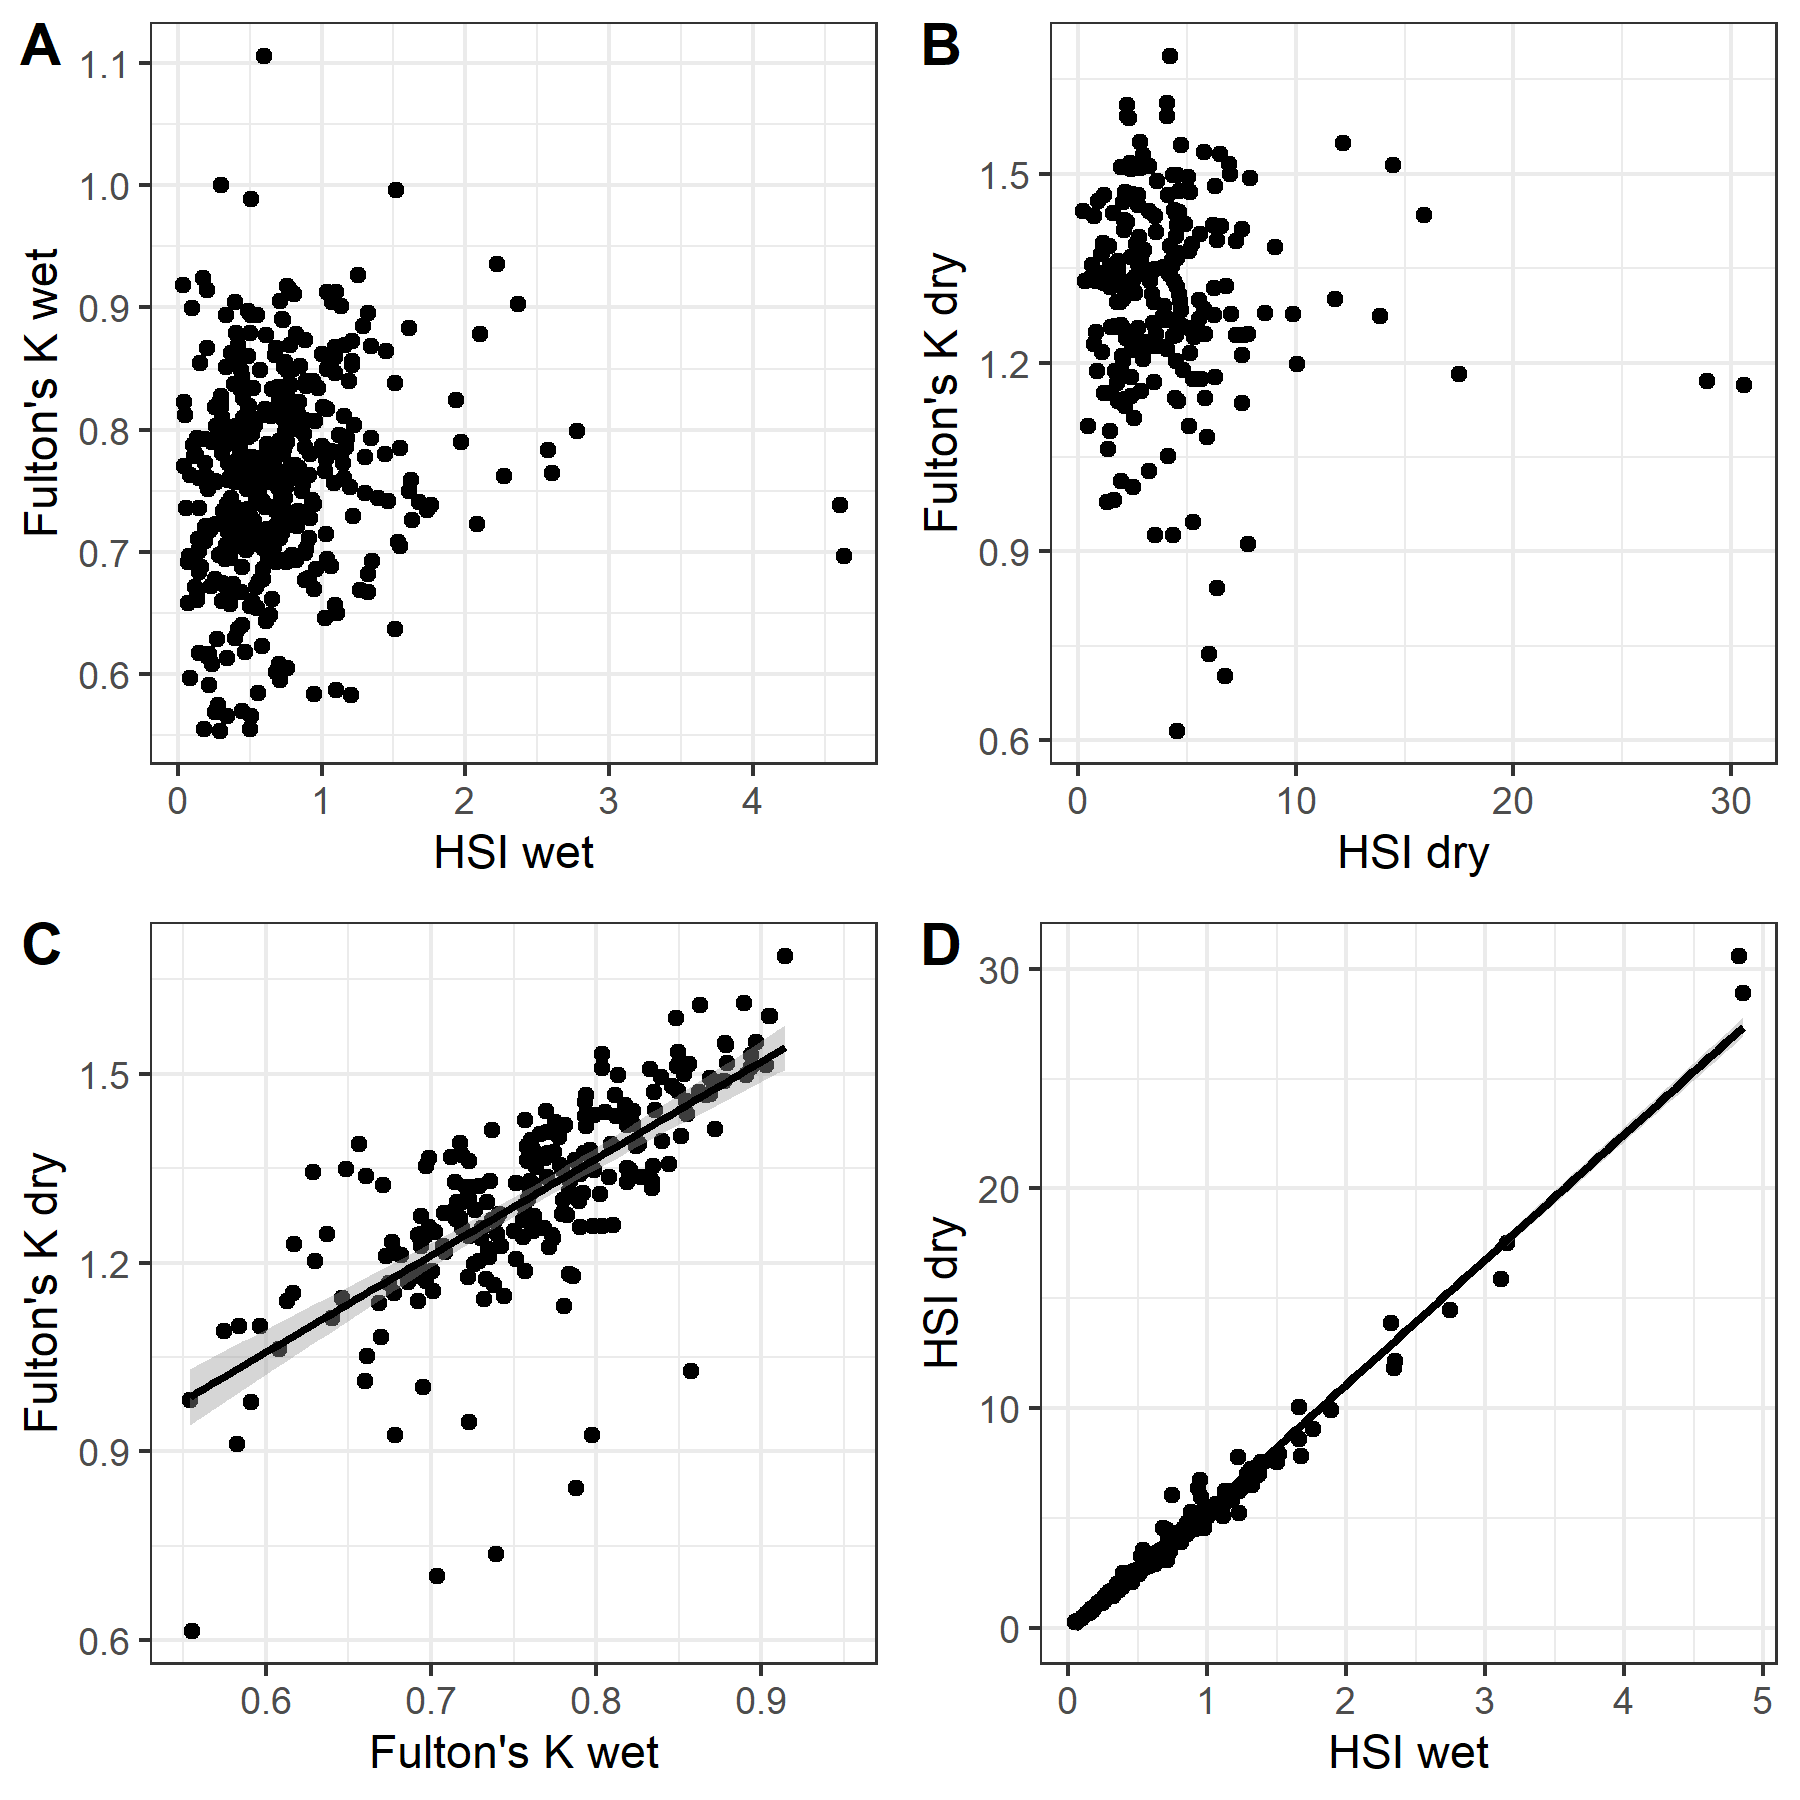 A
Fulton's K wet
1.1
1.0
0.9
0.8
0.7
0.6
0 1 2 3 4
HSI wet
B
Fulton's K dry
1.5
1.2
0.9
0.6
0 10 20 30
HSI dry
C
Fulton's K dry
1.5
1.2
0.9
0.6
0.6 0.7 0.8 0.9
Fulton's K wet
D
HSI dry
30
20
10
0
0 1 2 3 4 5
HSI wet